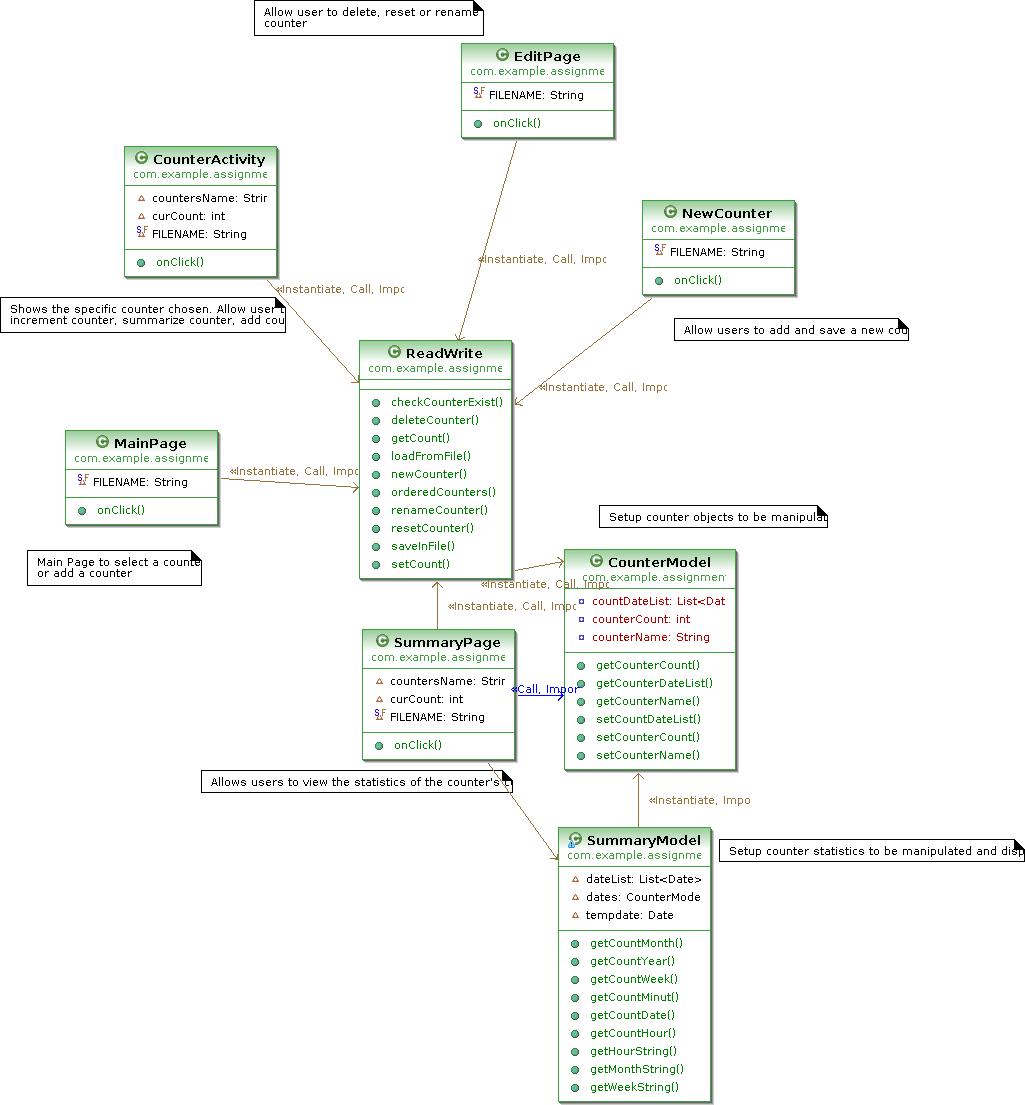 Allow user to delete, reset or rename
counter
EditPage
com.example.assignme
FILENAME: String
onClick()
CounterActivity
com.example.assignme
countersName: Strir
curCount: int
FILENAME: String
onClick()
NewCounter
com.example.assignme
FILENAME: String
onClick()
«Instantiate, Call, Impc
«Instantiate, Call, Impc
Shows the specific counter chosen. Allow user t
increment counter, summarize counter, add cou
Allow users to add and save a new cou
ReadWrite
com.example.assignme
checkCounterExist()
deleteCounter()
getCount()
loadFromFile()
newCounter()
orderedCounters()
renameCounter()
resetCounter()
saveInFile()
setCount()
«Instantiate, Call, Impc
MainPage
com.example.assignme
FILENAME: String
onClick()
«Instantiate, Call, Impc
Main Page to select a counte
or add a counter
Setup counter objects to be manipulat
CounterModel
com.example.assignment
countDateList: List<Dat
counterCount: int
counterName: String
getCounterCount()
getCounterDateList()
getCounterName()
setCountDateList()
setCounterCount()
setCounterName()
«Instantiate, Call, Impc
«Instantiate, Call, Impc
SummaryPage
com.example.assignme
countersName: Strir
curCount: int
FILENAME: String
onClick()
«Call, Impor
Allows users to view the statistics of the counter's c
«Instantiate, Impo
SummaryModel
com.example.assignme
dateList: List<Date>
dates: CounterMode
tempdate: Date
getCountMonth()
getCountYear()
getCountWeek()
getCountMinut()
getCountDate()
getCountHour()
getHourString()
getMonthString()
getWeekString()
Setup counter statistics to be manipulated and disp